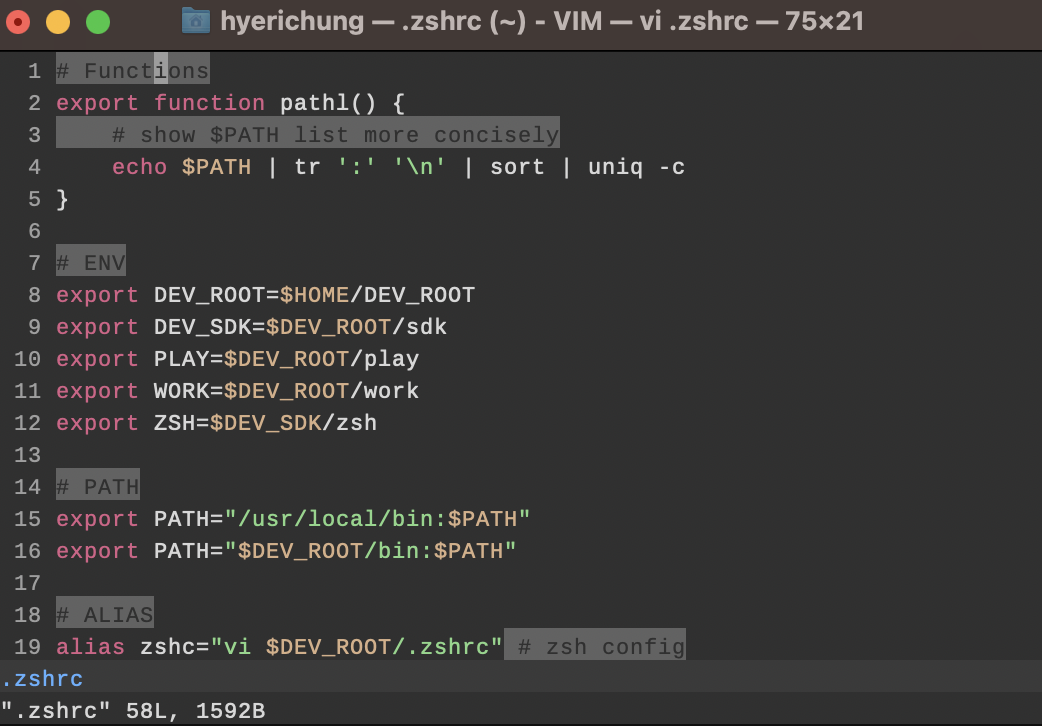 hyerichung — .zshrc (~) - VIM — vi .zshrc — 75×21
1 # Functions
2 export function pathl() {
3     # show $PATH list more concisely
4     echo $PATH | tr ':' '\n' | sort | uniq -c
5 }
6
7 # ENV
8 export DEV_ROOT=$HOME/DEV_ROOT
9 export DEV_SDK=$DEV_ROOT/sdk
10 export PLAY=$DEV_ROOT/play
11 export WORK=$DEV_ROOT/work
12 export ZSH=$DEV_SDK/zsh
13
14 # PATH
15 export PATH="/usr/local/bin:$PATH"
16 export PATH="$DEV_ROOT/bin:$PATH"
17
18 # ALIAS
19 alias zshc="vi $DEV_ROOT/.zshrc" # zsh config
.zshrc
".zshrc" 58L, 1592B